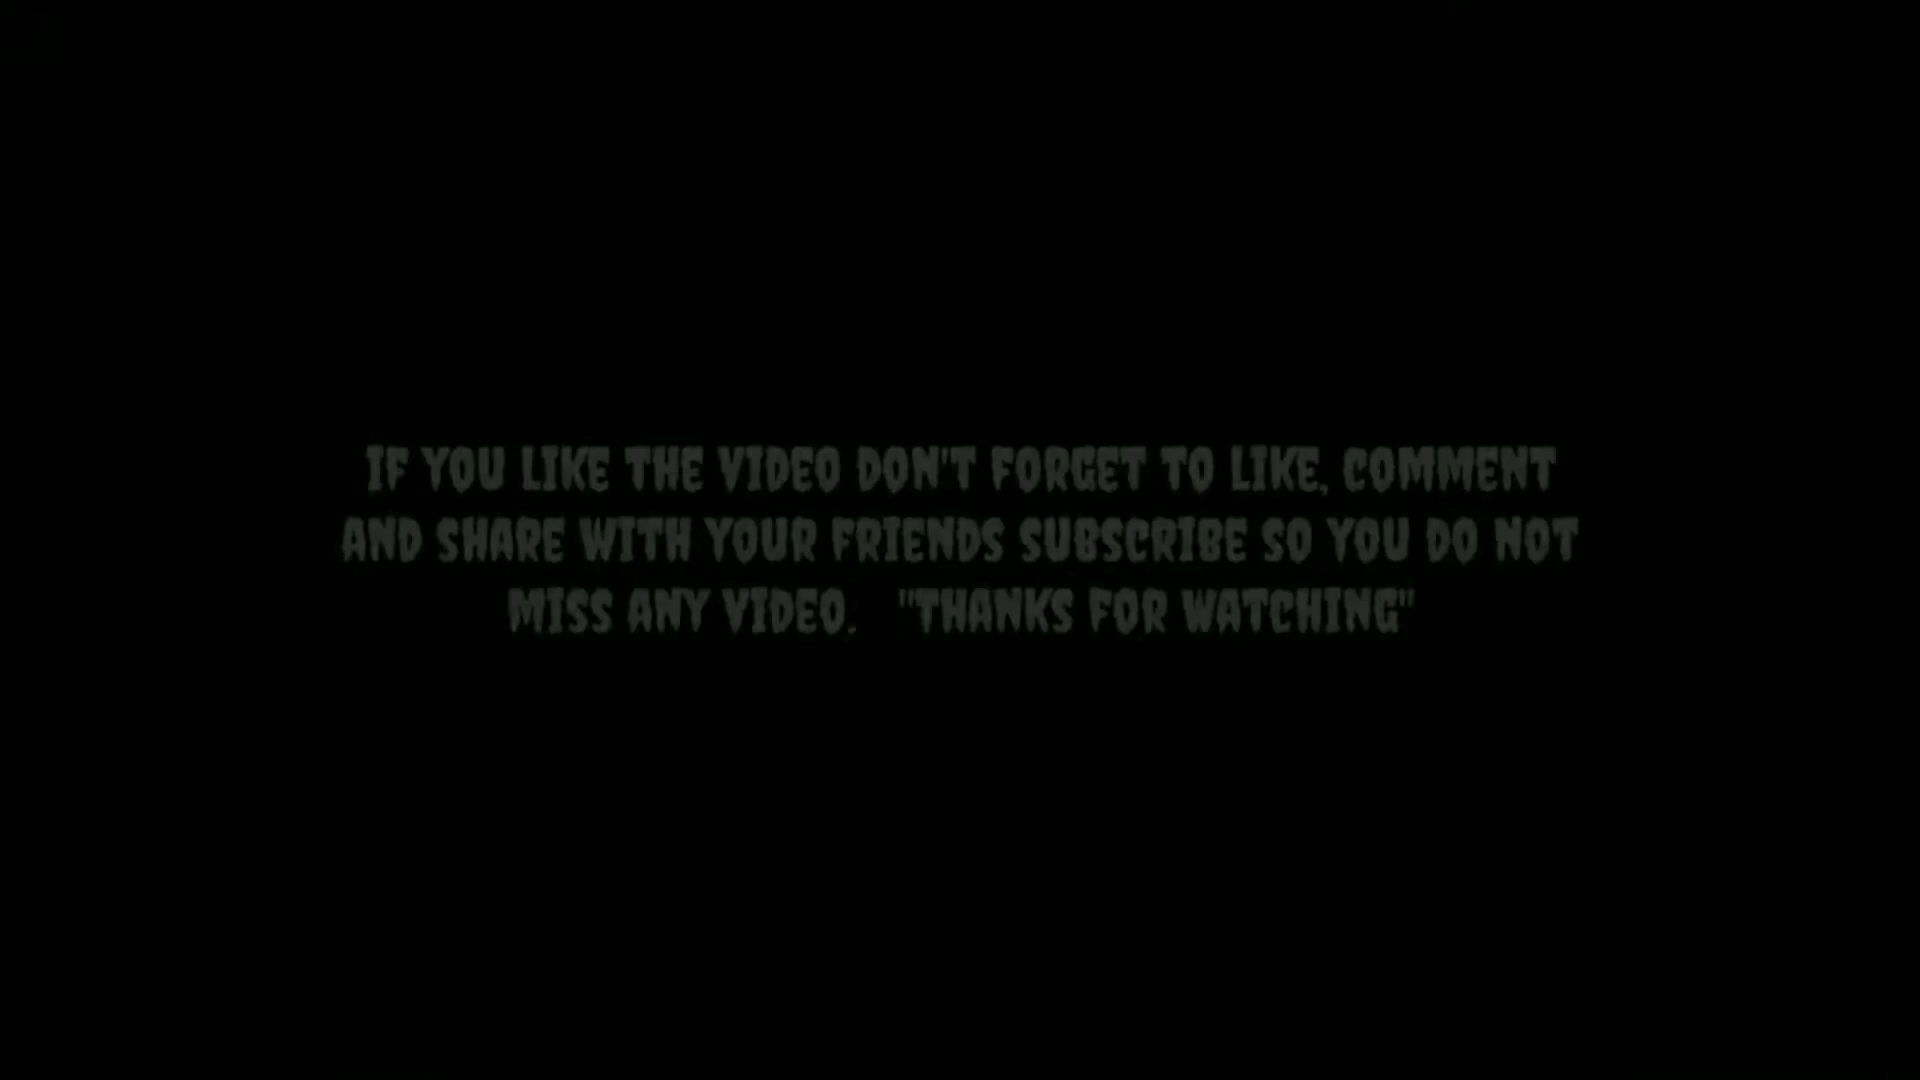 IF YOU LIKE THE VIDEO DON'T FORGET TO LIKE, COMMENT
AND SHARE WITH YOUR FRIENDS SUBSCRIBE SO YOU DO NOT
MISS ANY VIDEO. "THANKS FOR WATCHING"